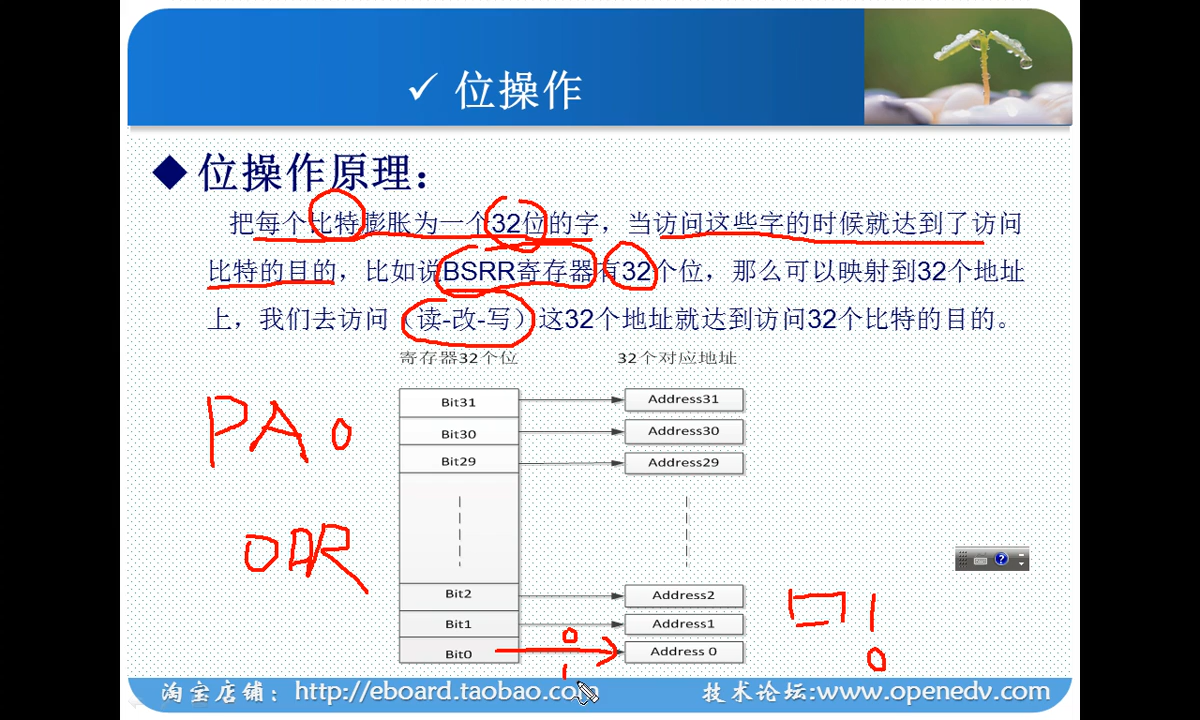 ✓ 位操作
◆ 位操作原理：
把每个比特膨胀为一个32位的字，当访问这些字的时候就达到了访问
比特的目的，比如说BSRR寄存器有32个位，那么可以映射到32个地址
上，我们去访问（读-改-写）这32个地址就达到访问32个比特的目的。
寄存器32个位 32个对应地址
Bit31 Address31
PA0
Bit30 Address30
Bit29 Address29
ODR
Bit2 Address2
Bit1 Address1
1
0
Bit0 Address 0
0
1
淘宝店铺：http://eboard.taobao.com 技术论坛:www.openedv.com